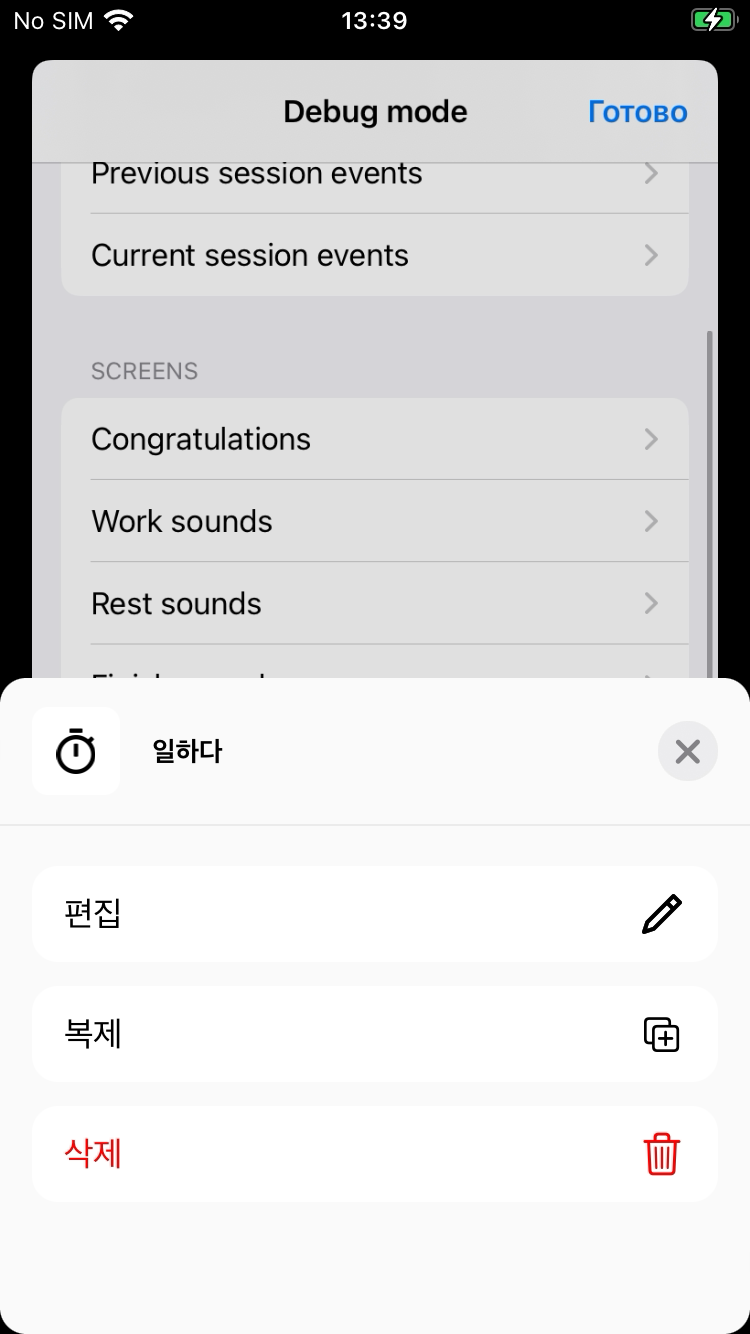 No SIM 13:39
Debug mode Готово
Previous session events
Current session events
SCREENS
Congratulations
Work sounds
Rest sounds
일하다
편집
복제
삭제